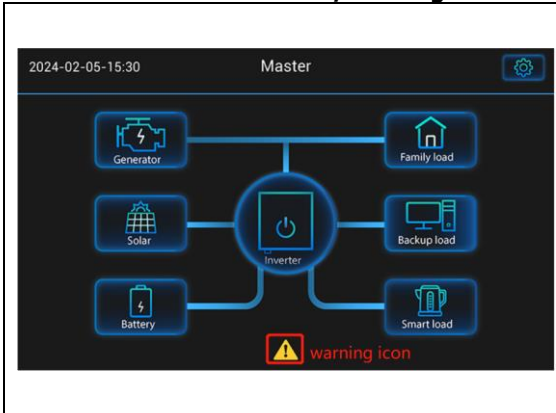 2024-02-05-15:30
Master
Generator
Family load
Solar
Inverter
Backup load
Battery
Smart load
warning icon